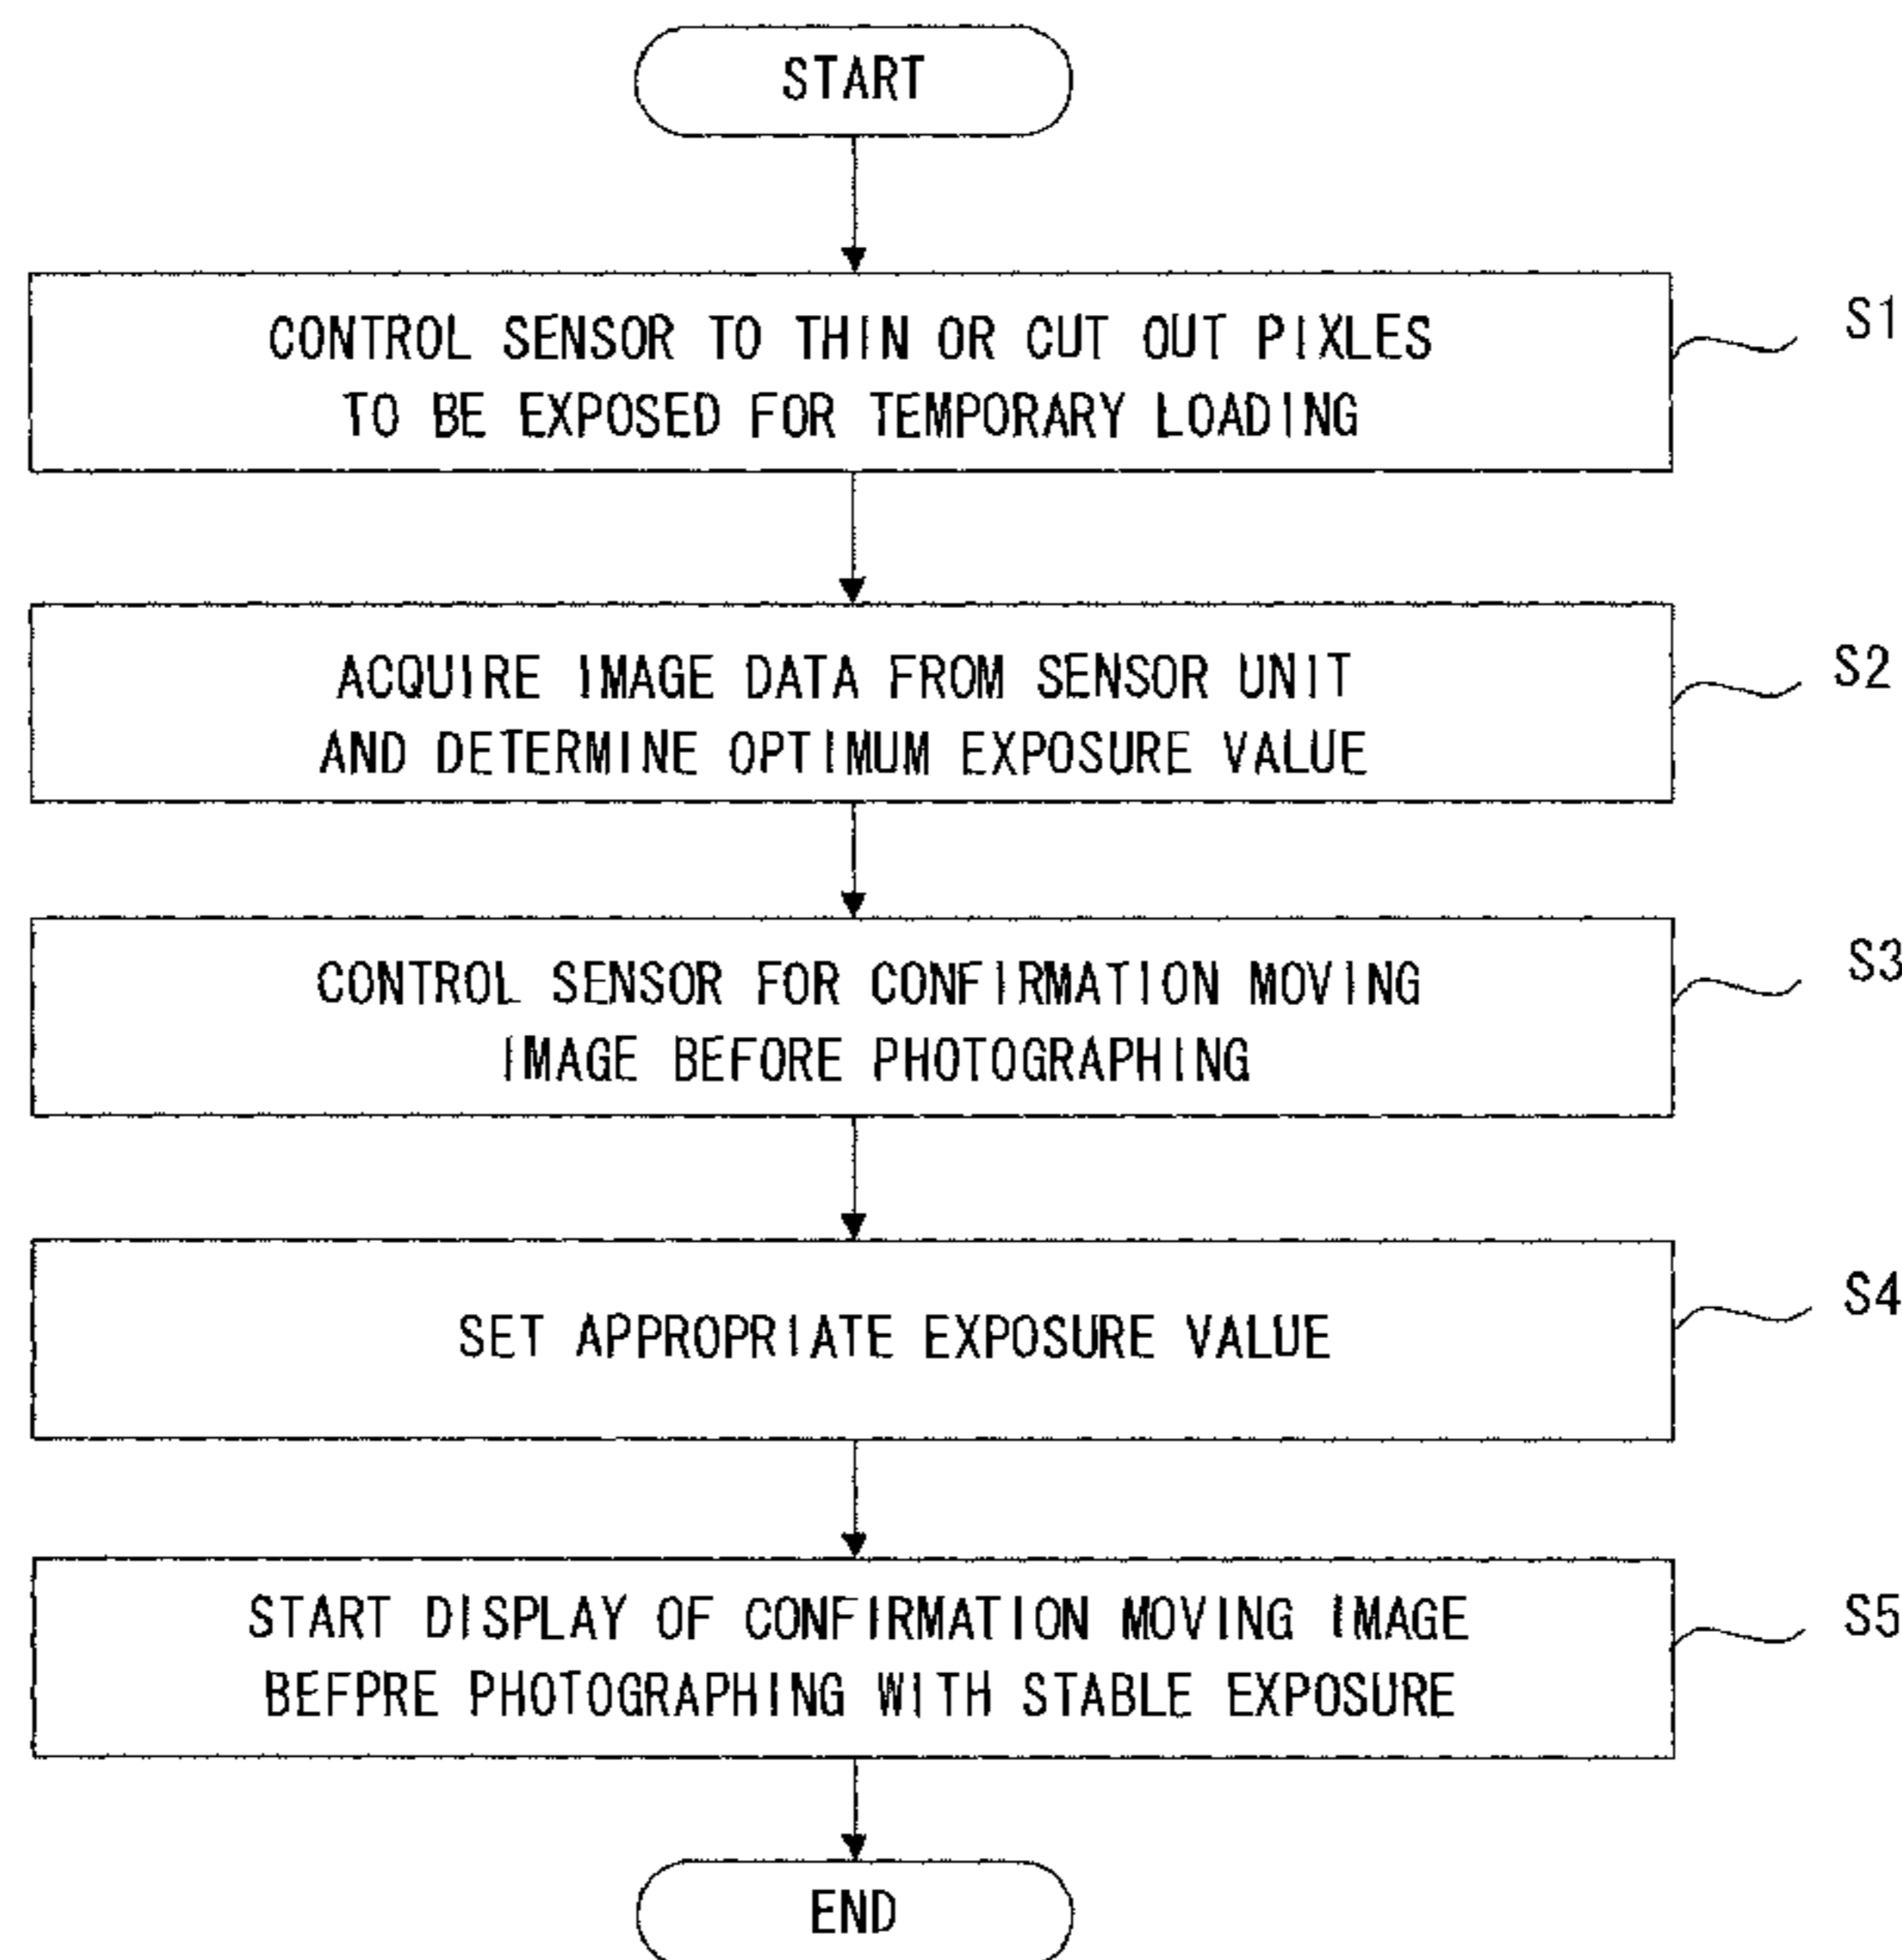 START
CONTROL SENSOR TO THIN OR CUT OUT PIXLES
TO BE EXPOSED FOR TEMPORARY LOADING
S1
ACQUIRE IMAGE DATA FROM SENSOR UNIT
AND DETERMINE OPTIMUM EXPOSURE VALUE
S2
CONTROL SENSOR FOR CONFIRMATION MOVING
IMAGE BEFORE PHOTOGRAPHING
S3
SET APPROPRIATE EXPOSURE VALUE
S4
START DISPLAY OF CONFIRMATION MOVING IMAGE
BEFPRE PHOTOGRAPHING WITH STABLE EXPOSURE
S5
END